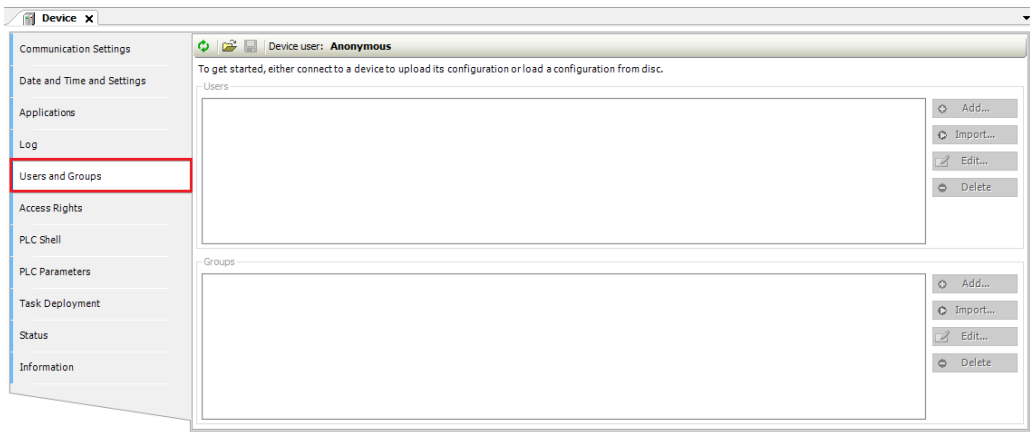 Device
Communication Settings
Date and Time and Settings
Applications
Log
Users and Groups
Access Rights
PLC Shell
PLC Parameters
Task Deployment
Status
Information
Device user: Anonymous
To get started, either connect to a device to upload its configuration or load a configuration from disc.
Users
Add...
Import...
Edit...
Delete
Groups
Add...
Import...
Edit...
Delete